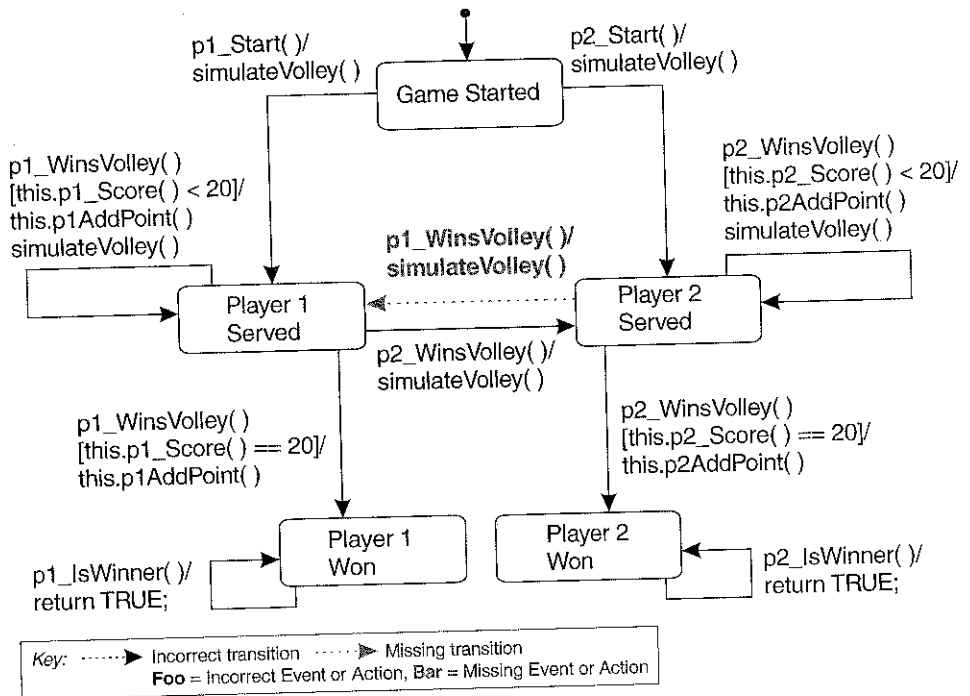 p1_Start( )/
simulateVolley( )
p2_Start( )/
simulateVolley( )
Game Started
p1_WinsVolley( )
[this.p1_Score( ) < 20]/
this.p1AddPoint( )
simulateVolley( )
p2_WinsVolley( )
[this.p2_Score( ) < 20]/
this.p2AddPoint( )
simulateVolley( )
p1_WinsVolley( )/
simulateVolley( )
Player 1
Served
Player 2
Served
p2_WinsVolley( )/
simulateVolley( )
p1_WinsVolley( )
[this.p1_Score( ) == 20]/
this.p1AddPoint( )
p2_WinsVolley( )
[this.p2_Score( ) == 20]/
this.p2AddPoint( )
Player 1
Won
Player 2
Won
p1_IsWinner( )/
return TRUE;
p2_IsWinner( )/
return TRUE;
Key: Incorrect transition Missing transition
Foo = Incorrect Event or Action, Bar = Missing Event or Action